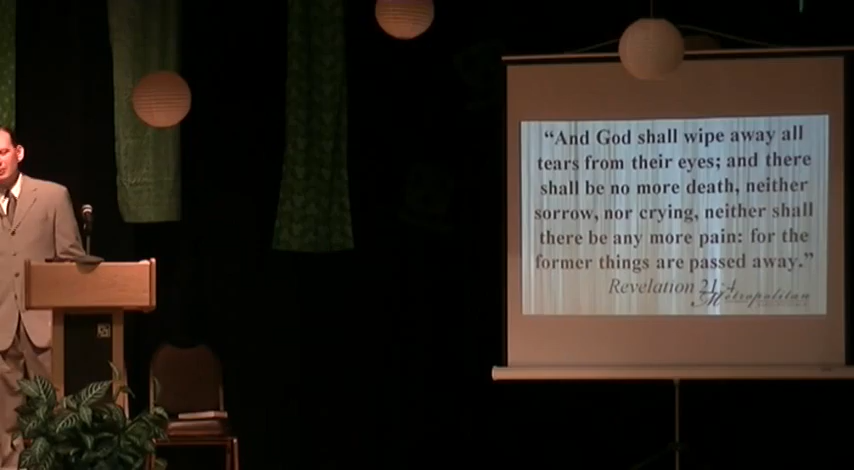 “And God shall wipe away all
tears from their eyes; and there
shall be no more death, neither
sorrow, nor crying, neither shall
there be any more pain: for the
former things are passed away.”
Revelation 21:4
Metropolitan